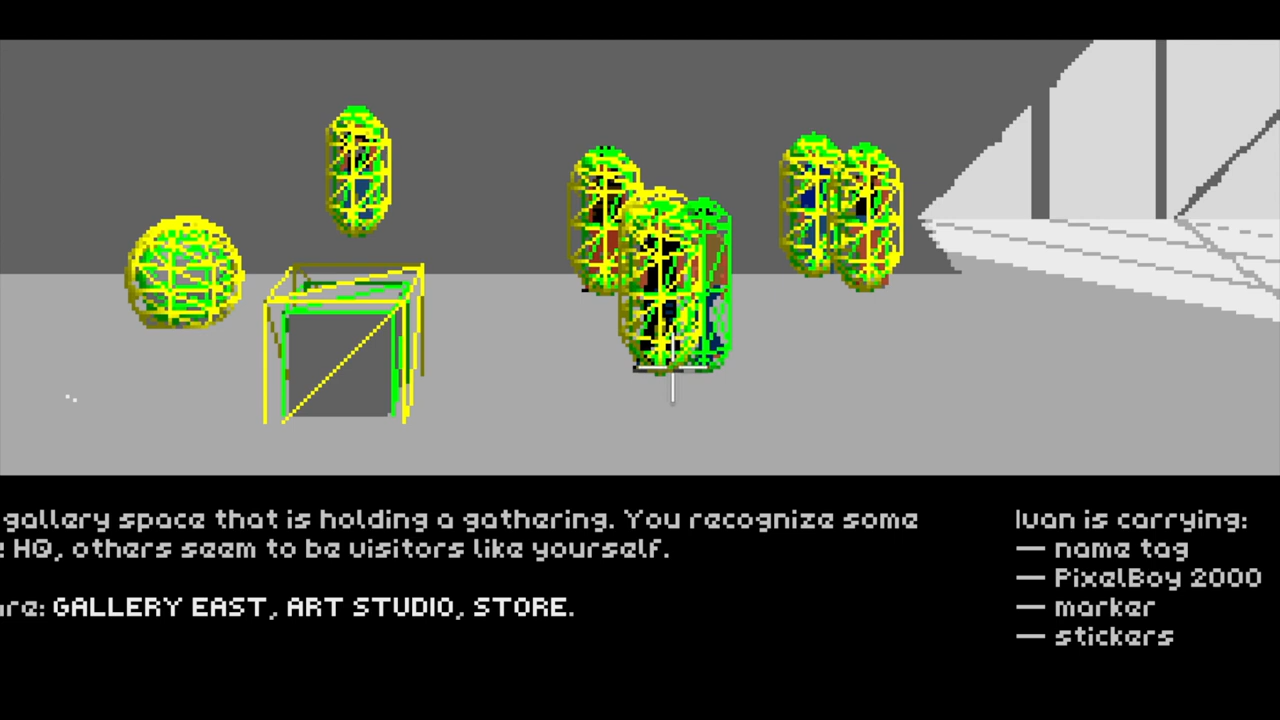 gallery space that is holding a gathering. You recognize some
HQ, others seem to be visitors like yourself.
are: GALLERY EAST, ART STUDIO, STORE.
Ivan is carrying:
— name tag
— PixelBoy 2000
— marker
— stickers